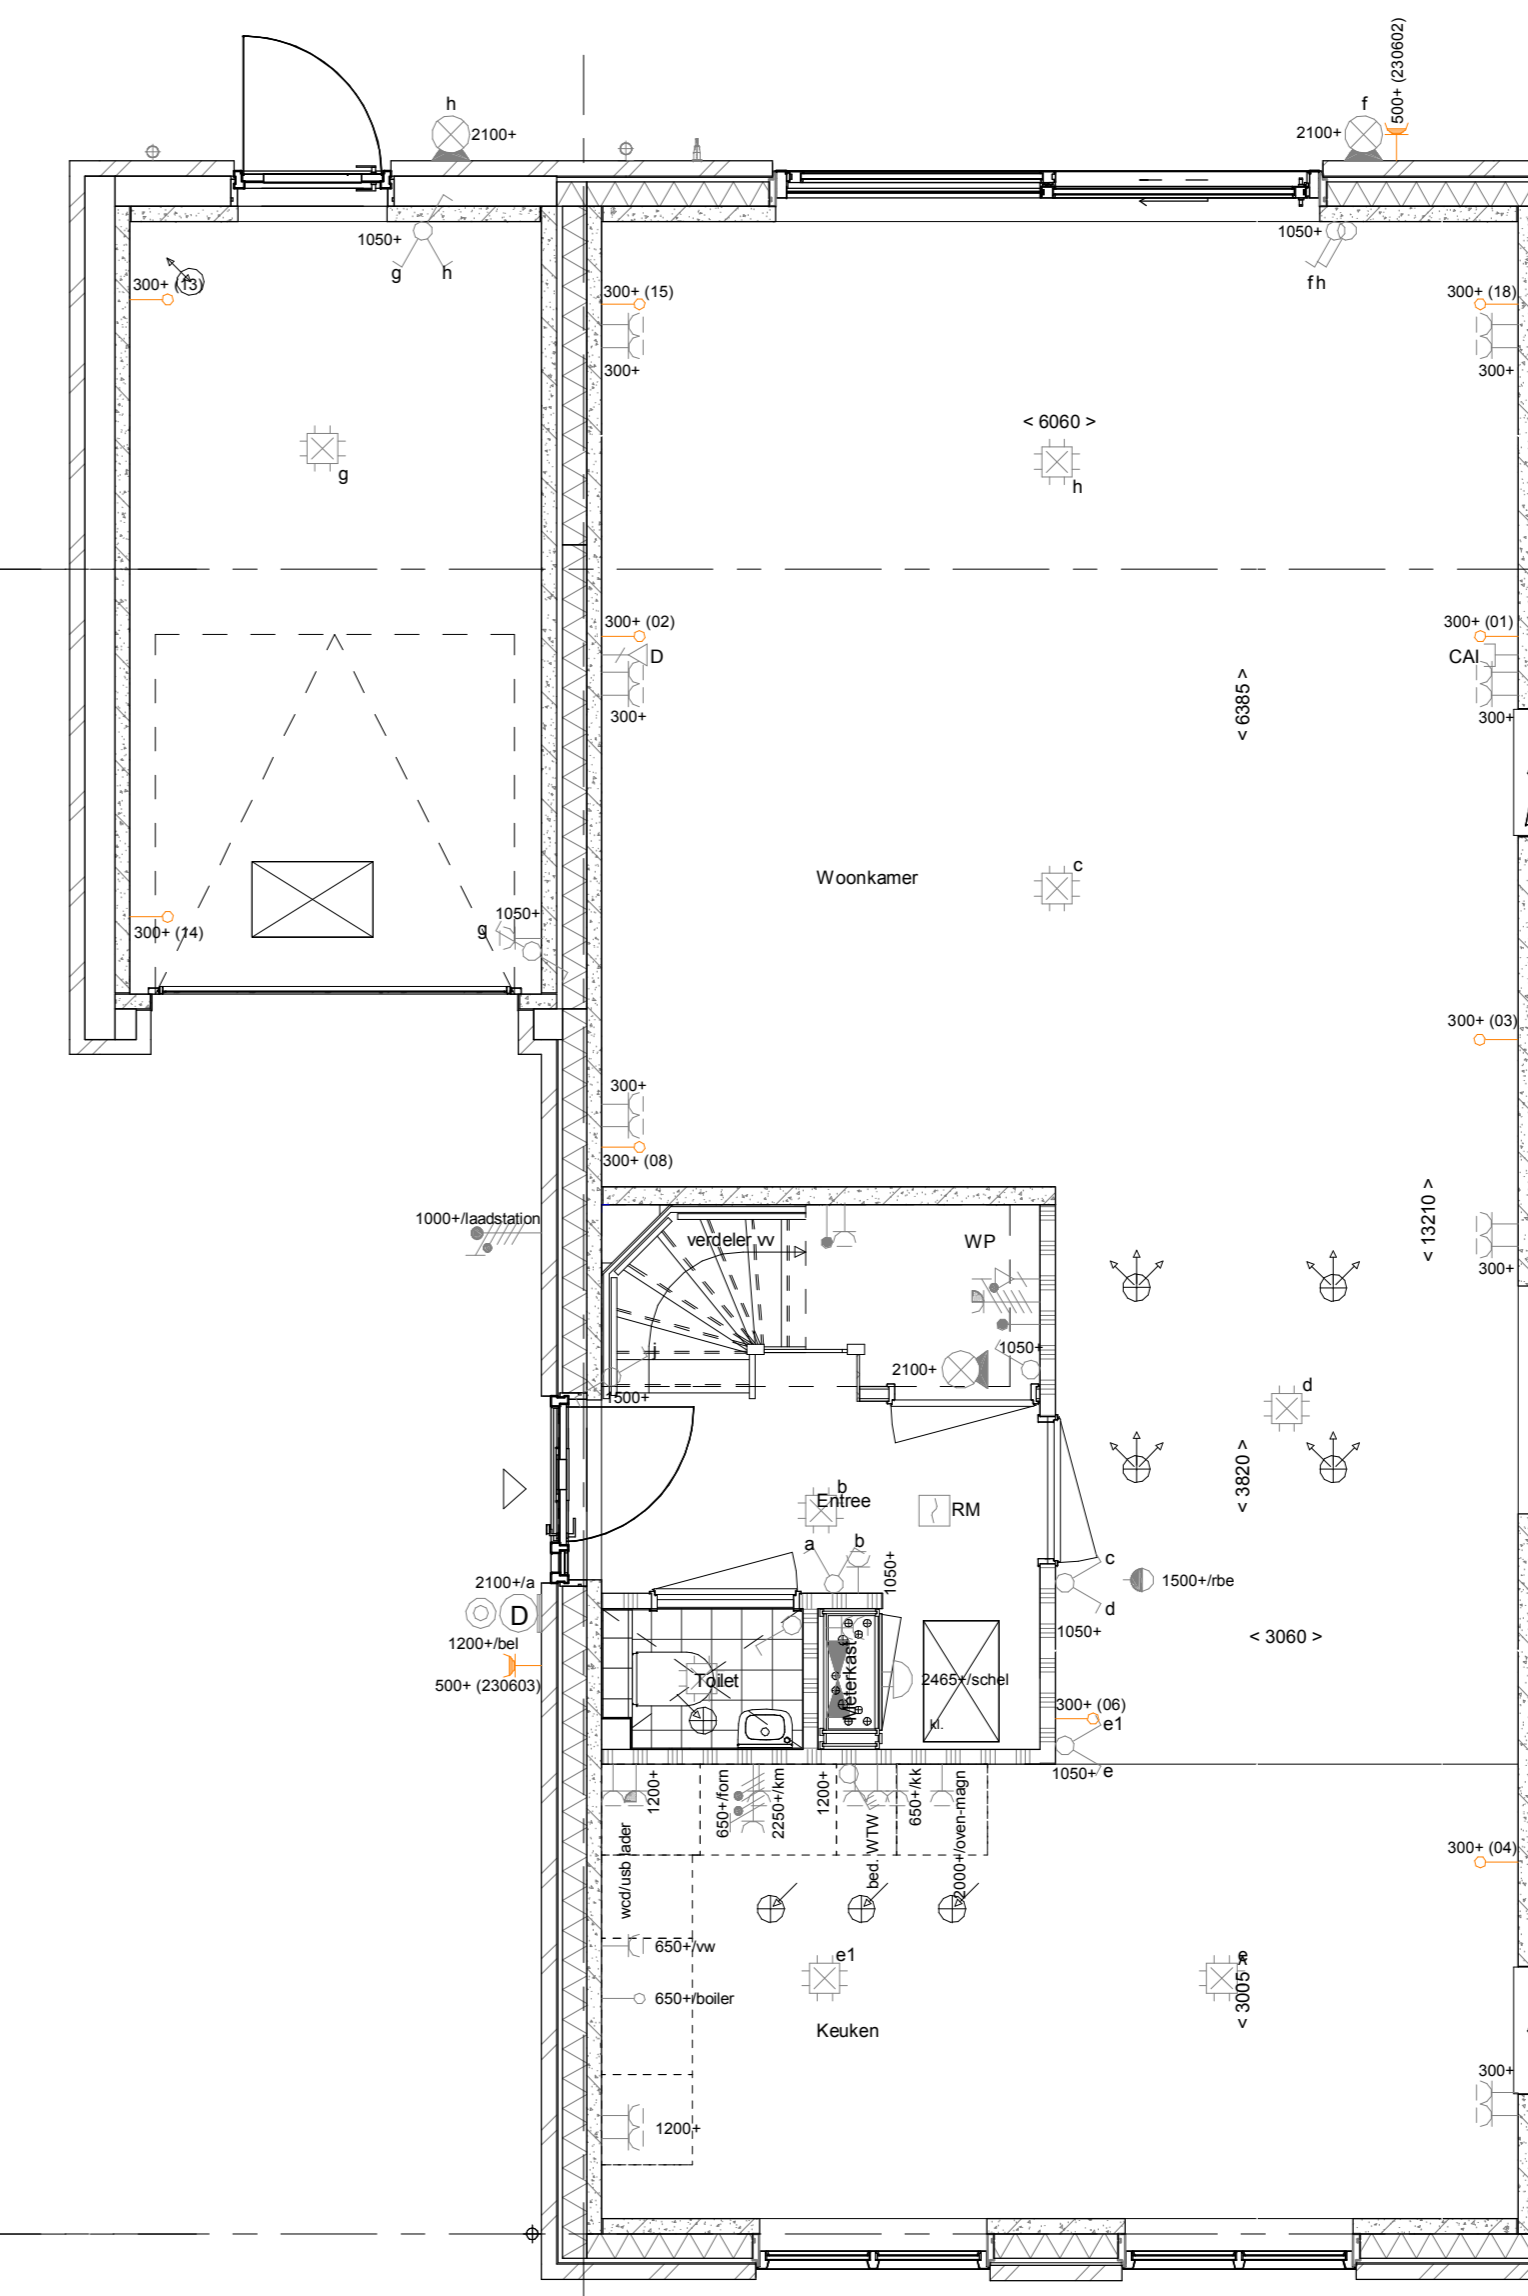 500+ (230602)
h
2100+
f
2100+
1050+
g
h
1050+
f h
300+ (13)
300+ (15)
300+ (18)
300+
300+
< 6060 >
g
h
300+ (02)
300+ (01)
D
CAI
300+
300+
< 6385 >
c
Woonkamer
1050+
g
300+ (14)
300+ (03)
300+
300+ (08)
< 13210 >
1000+/laadstation
verdeler vv
WP
300+
1050+
j
2100+
1500+
d
< 3820 >
b
Entree
RM
a
b
1050+
c
1500+/rbe
d
2100+/a
D
1050+
1200+/bel
< 3060 >
500+ (230603)
Toilet
Meterkast
2465+/schel
300+ (06)
kl.
e1
1050+
e
1200+
650+/forn
2250+/km
1200+
650+/kk
wcd/usb lader
bed. WTW
2000+/oven-magn
300+ (04)
650+/vw
e1
e
650+/boiler
< 3005 >
Keuken
300+
1200+